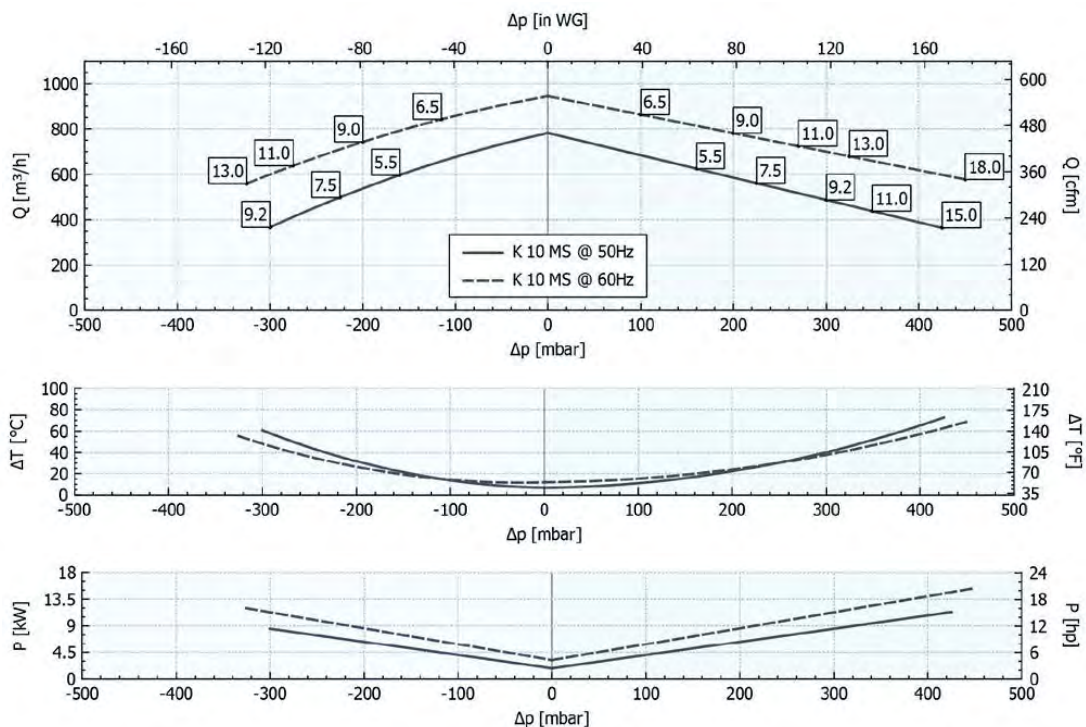 Δp [in WG]
-160 -120 -80 -40 0 40 80 120 160
1000
800
600
400
200
0
Q [m³/h]
600
480
360
240
120
0
Q [cfm]
13.0 11.0 9.0 6.5 6.5 9.0 11.0 13.0 18.0
9.2 7.5 5.5 5.5 7.5 9.2 11.0 15.0
K 10 MS @ 50Hz
K 10 MS @ 60Hz
-500 -400 -300 -200 -100 0 100 200 300 400 500
Δp [mbar]
100
80
60
40
20
0
ΔT [°C]
210
175
140
105
70
35
ΔT [°F]
-500 -400 -300 -200 -100 0 100 200 300 400 500
Δp [mbar]
18
13.5
9
4.5
0
P [kW]
24
18
12
6
0
P [hp]
-500 -400 -300 -200 -100 0 100 200 300 400 500
Δp [mbar]